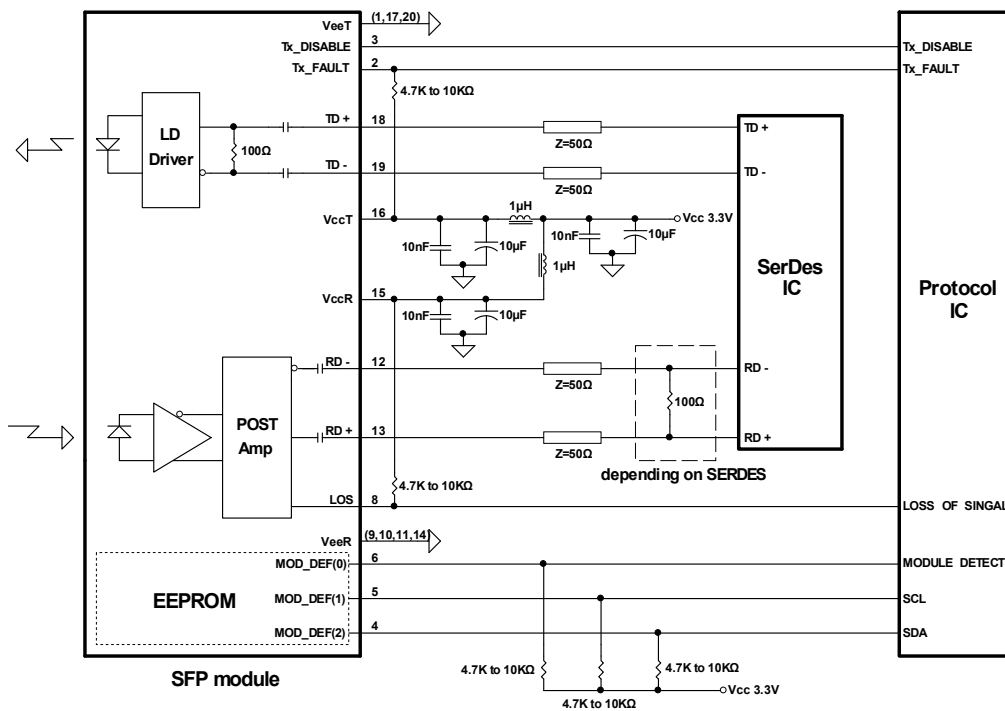 VeeT (1,17,20)
Tx_DISABLE 3 Tx_DISABLE
Tx_FAULT 2 Tx_FAULT
4.7K to 10KΩ
LD
Driver
100Ω
TD + 18 TD +
Z=50Ω
TD - 19 TD -
Z=50Ω
1µH
VccT 16 Vcc 3.3V
10nF 10µF 10nF 10µF
1µH
SerDes
IC
Protocol
IC
VccR 15
10nF 10µF
RD - 12 RD -
Z=50Ω
100Ω
POST
Amp
RD + 13 RD +
Z=50Ω
depending on SERDES
4.7K to 10KΩ
LOS 8 LOSS OF SINGAL
VeeR (9,10,11,14)
MOD_DEF(0) 6 MODULE DETECT
EEPROM
MOD_DEF(1) 5 SCL
MOD_DEF(2) 4 SDA
4.7K to 10KΩ 4.7K to 10KΩ
4.7K to 10KΩ
Vcc 3.3V
SFP module